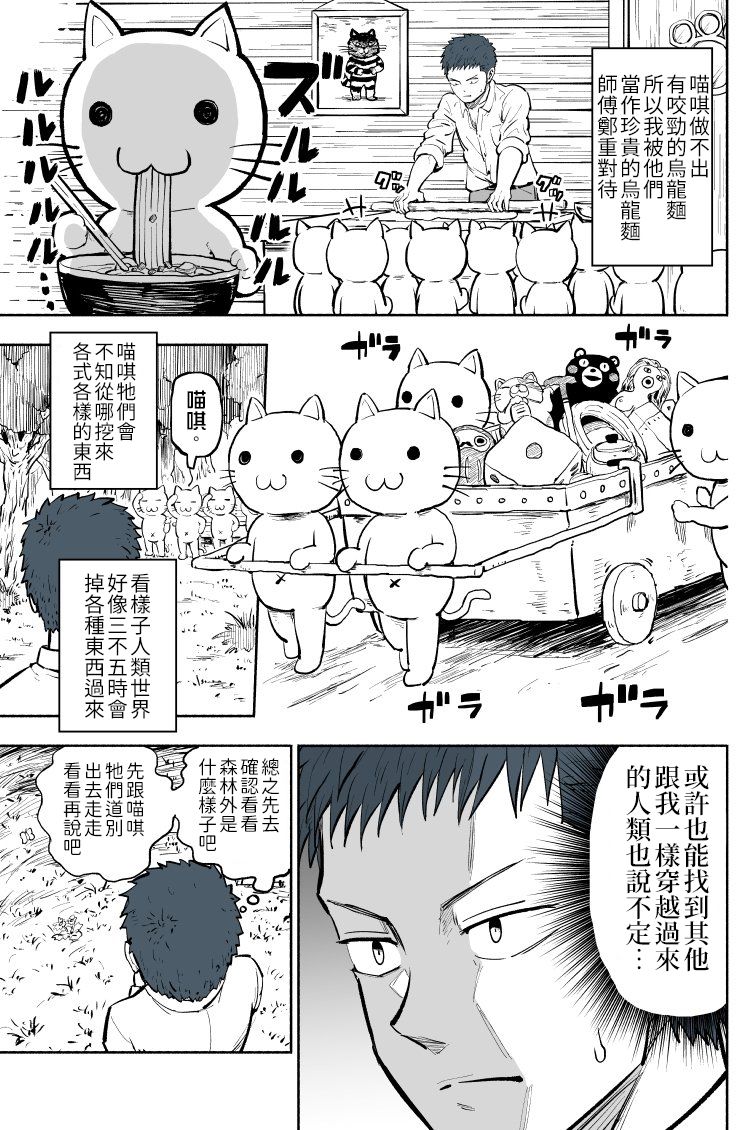 喵唭做不出
有咬勁的烏龍麵
所以我被他們
當作珍貴的烏龍麵
師傅鄭重對待
グッ
グッ
ズルルルル
ルルルルル…
喵唭牠們會
不知從哪挖來
各式各樣的東西
喵唭。
ガラ
ガラ
ガラ
ガラ
看樣子人類世界
好像三不五時會
掉各種東西過來
或許也能找到其他
跟我一樣穿越過來
的人類也說不定…
總之先去
確認看看
森林外是
什麼樣子吧
先跟喵唭
牠們道別
出去走走
看看再說吧